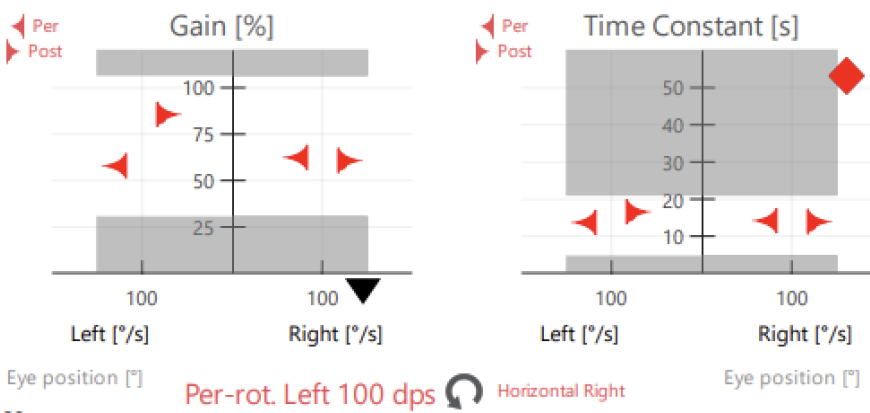 Per
Post
Gain [%]
100
75
50
25
100
100
Left [°/s]
Right [°/s]
Per
Post
Time Constant [s]
50
40
30
20
10
100
100
Left [°/s]
Right [°/s]
Eye position [°]
Per-rot. Left 100 dps
Horizontal Right
Eye position [°]